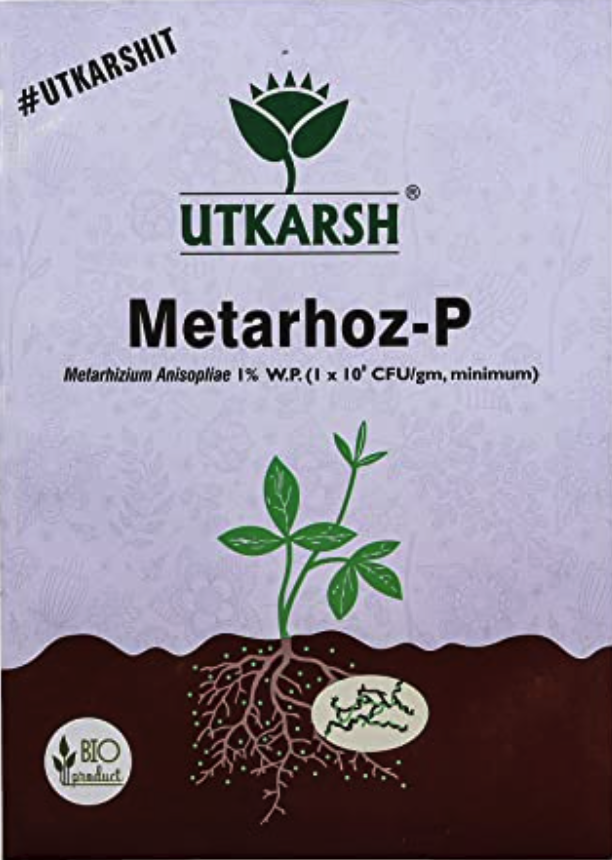 #UTKARSHIT
UTKARSH®
Metarhoz-P
Metarhizium Anisopliae 1% W.P. (1 x 10⁸ CFU/gm, minimum)
BIO
product